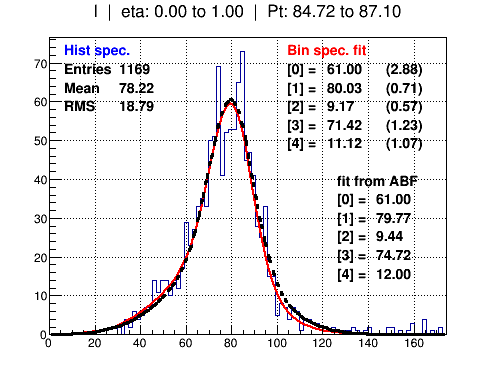 I | eta: 0.00 to 1.00 | Pt: 84.72 to 87.10
Hist spec.
Entries 1169
Mean 78.22
RMS 18.79
Bin spec. fit
[0] = 61.00 (2.88)
[1] = 80.03 (0.71)
[2] = 9.17 (0.57)
[3] = 71.42 (1.23)
[4] = 11.12 (1.07)
fit from ABF
[0] = 61.00
[1] = 79.77
[2] = 9.44
[3] = 74.72
[4] = 12.00
70
60
50
40
30
20
10
0
0 20 40 60 80 100 120 140 160